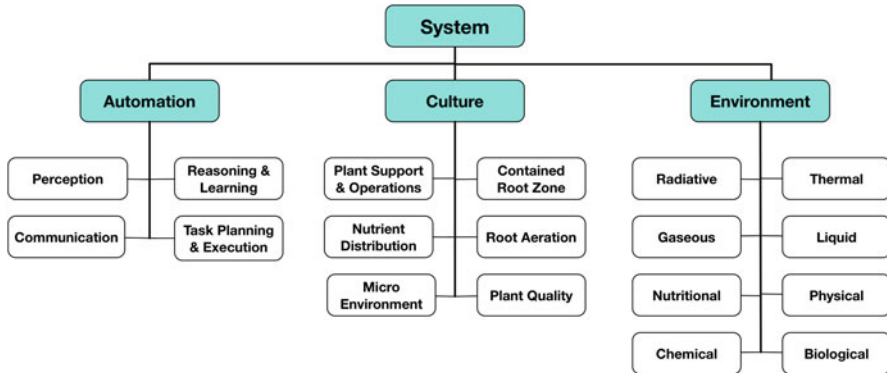 System
Automation
Culture
Environment
Perception
Reasoning &
Learning
Communication
Task Planning
& Execution
Plant Support
& Operations
Contained
Root Zone
Nutrient
Distribution
Root Aeration
Micro
Environment
Plant Quality
Radiative
Thermal
Gaseous
Liquid
Nutritional
Physical
Chemical
Biological